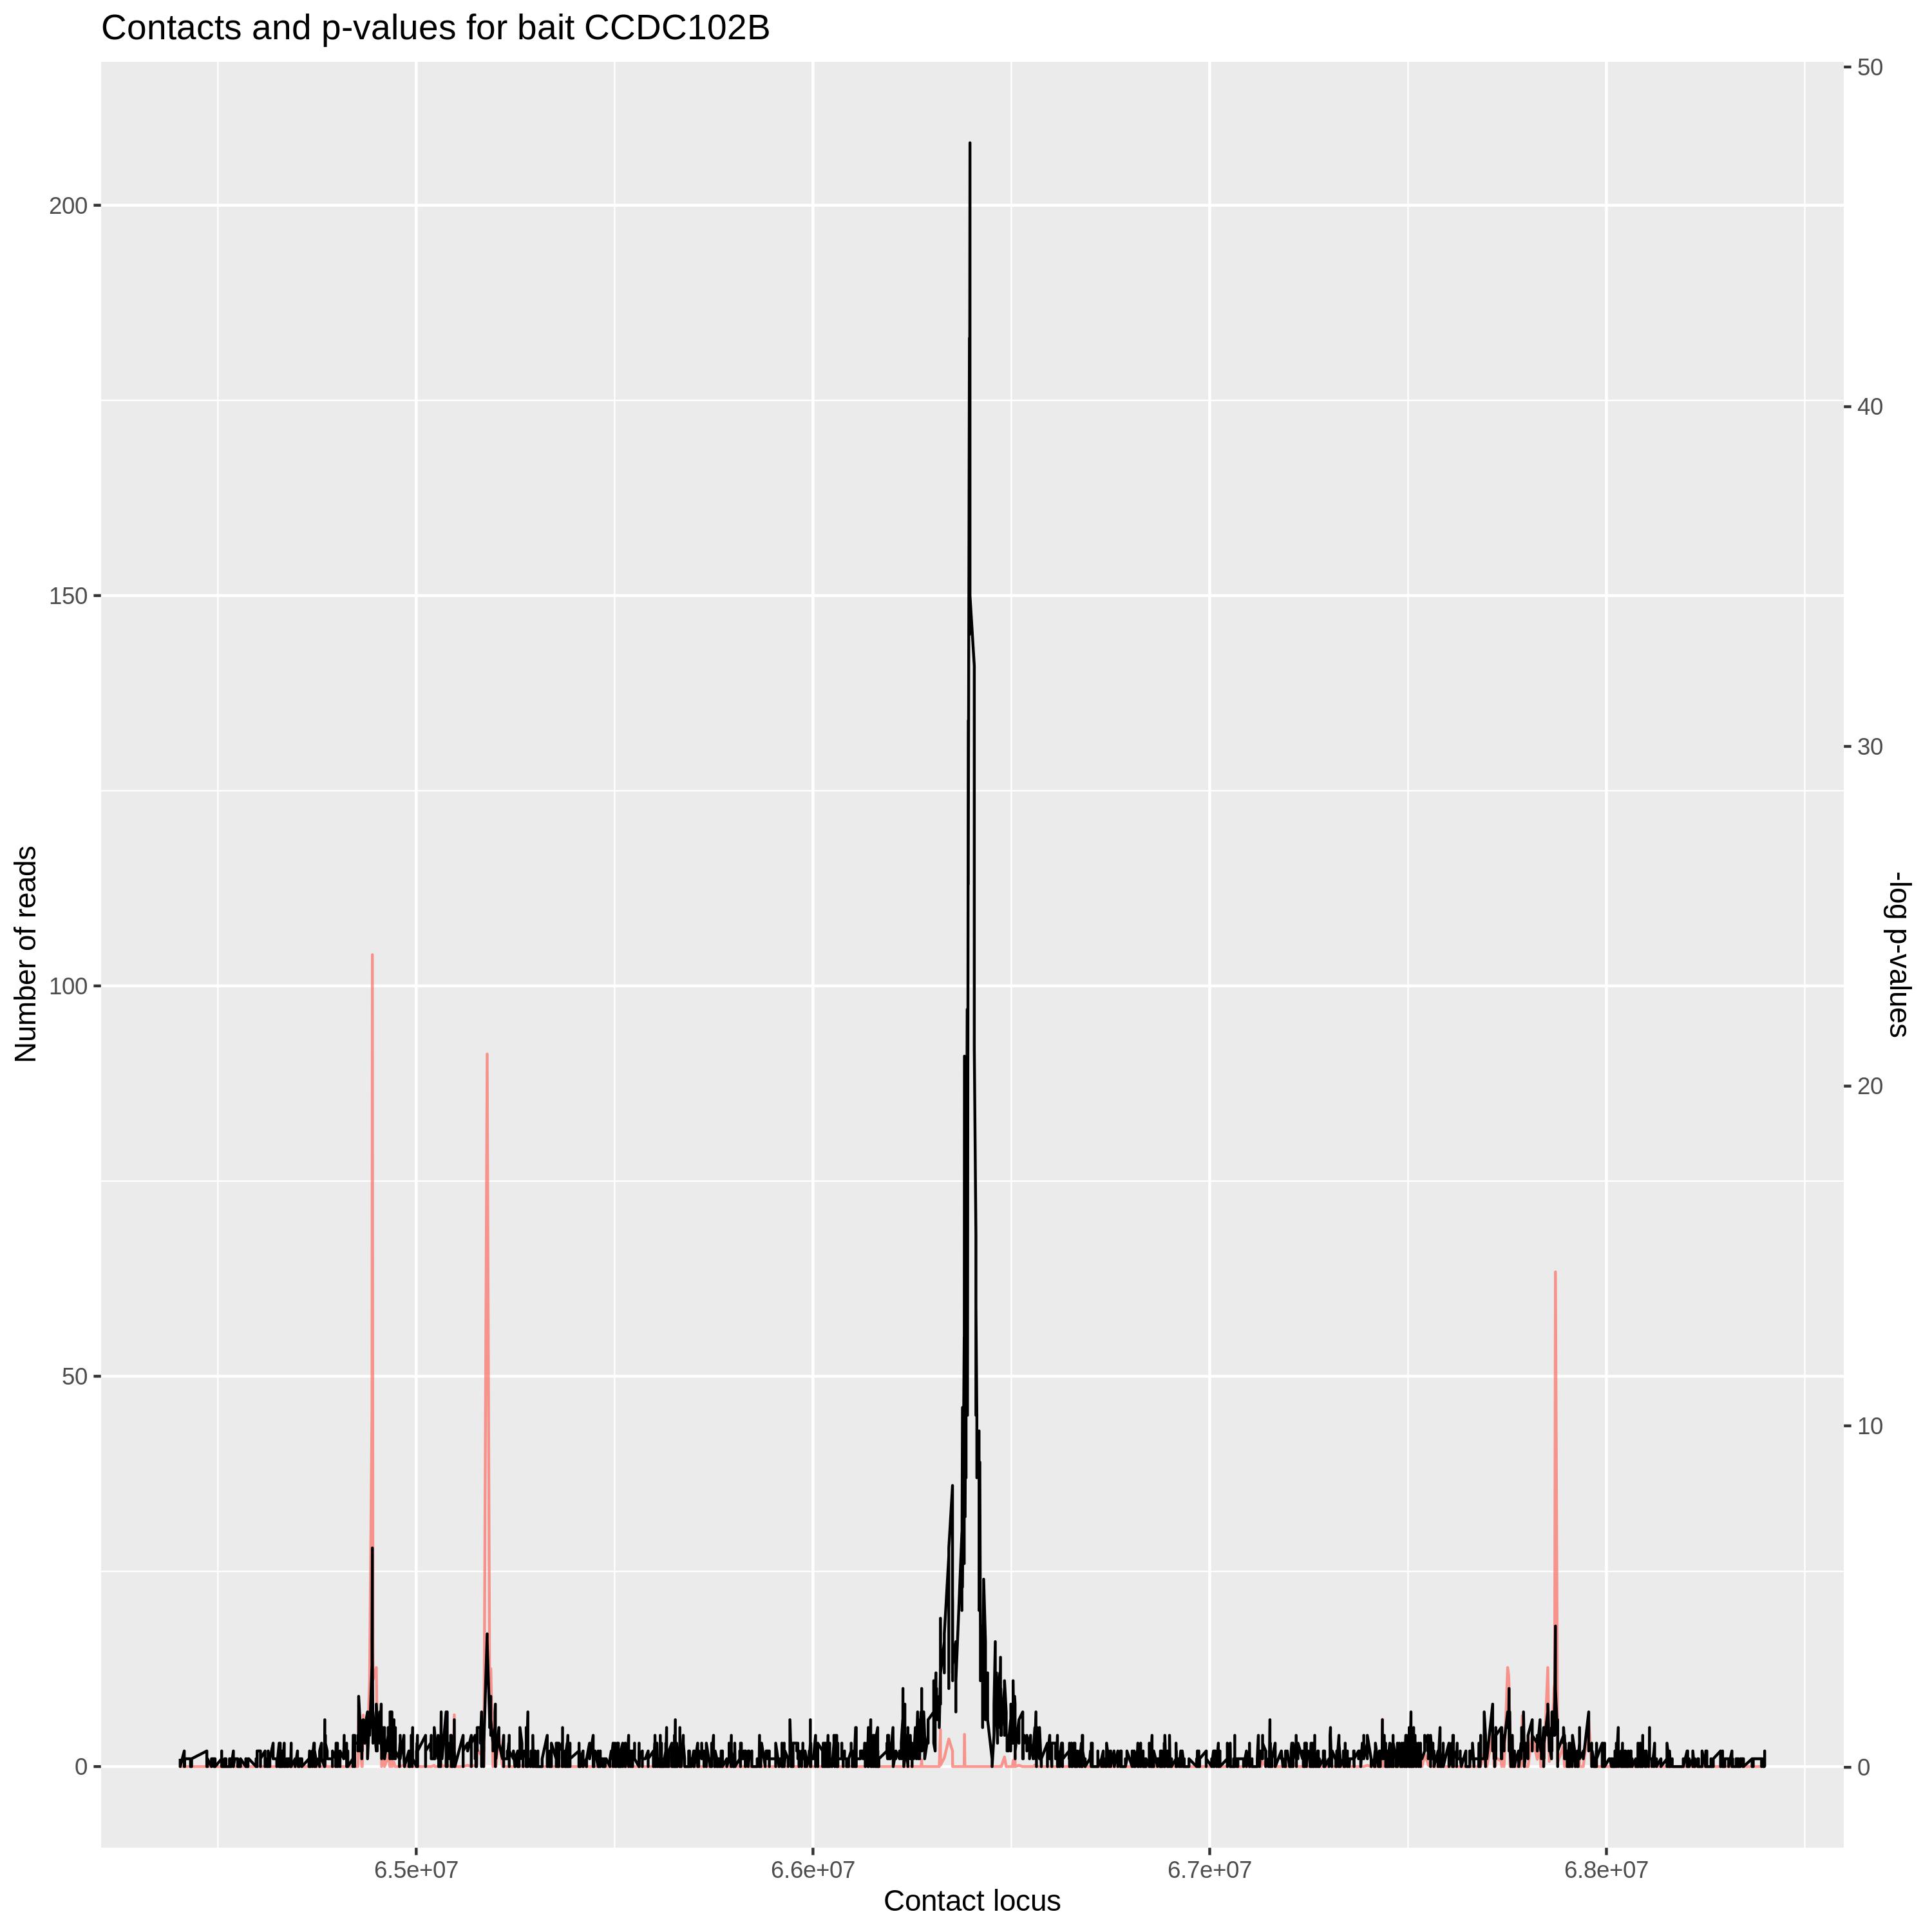 Contacts and p-values for bait CCDC102B
Number of reads
200
150
100
50
0
50
40
30
20
10
0
-log p-values
6.5e+07 6.6e+07 6.7e+07 6.8e+07
Contact locus